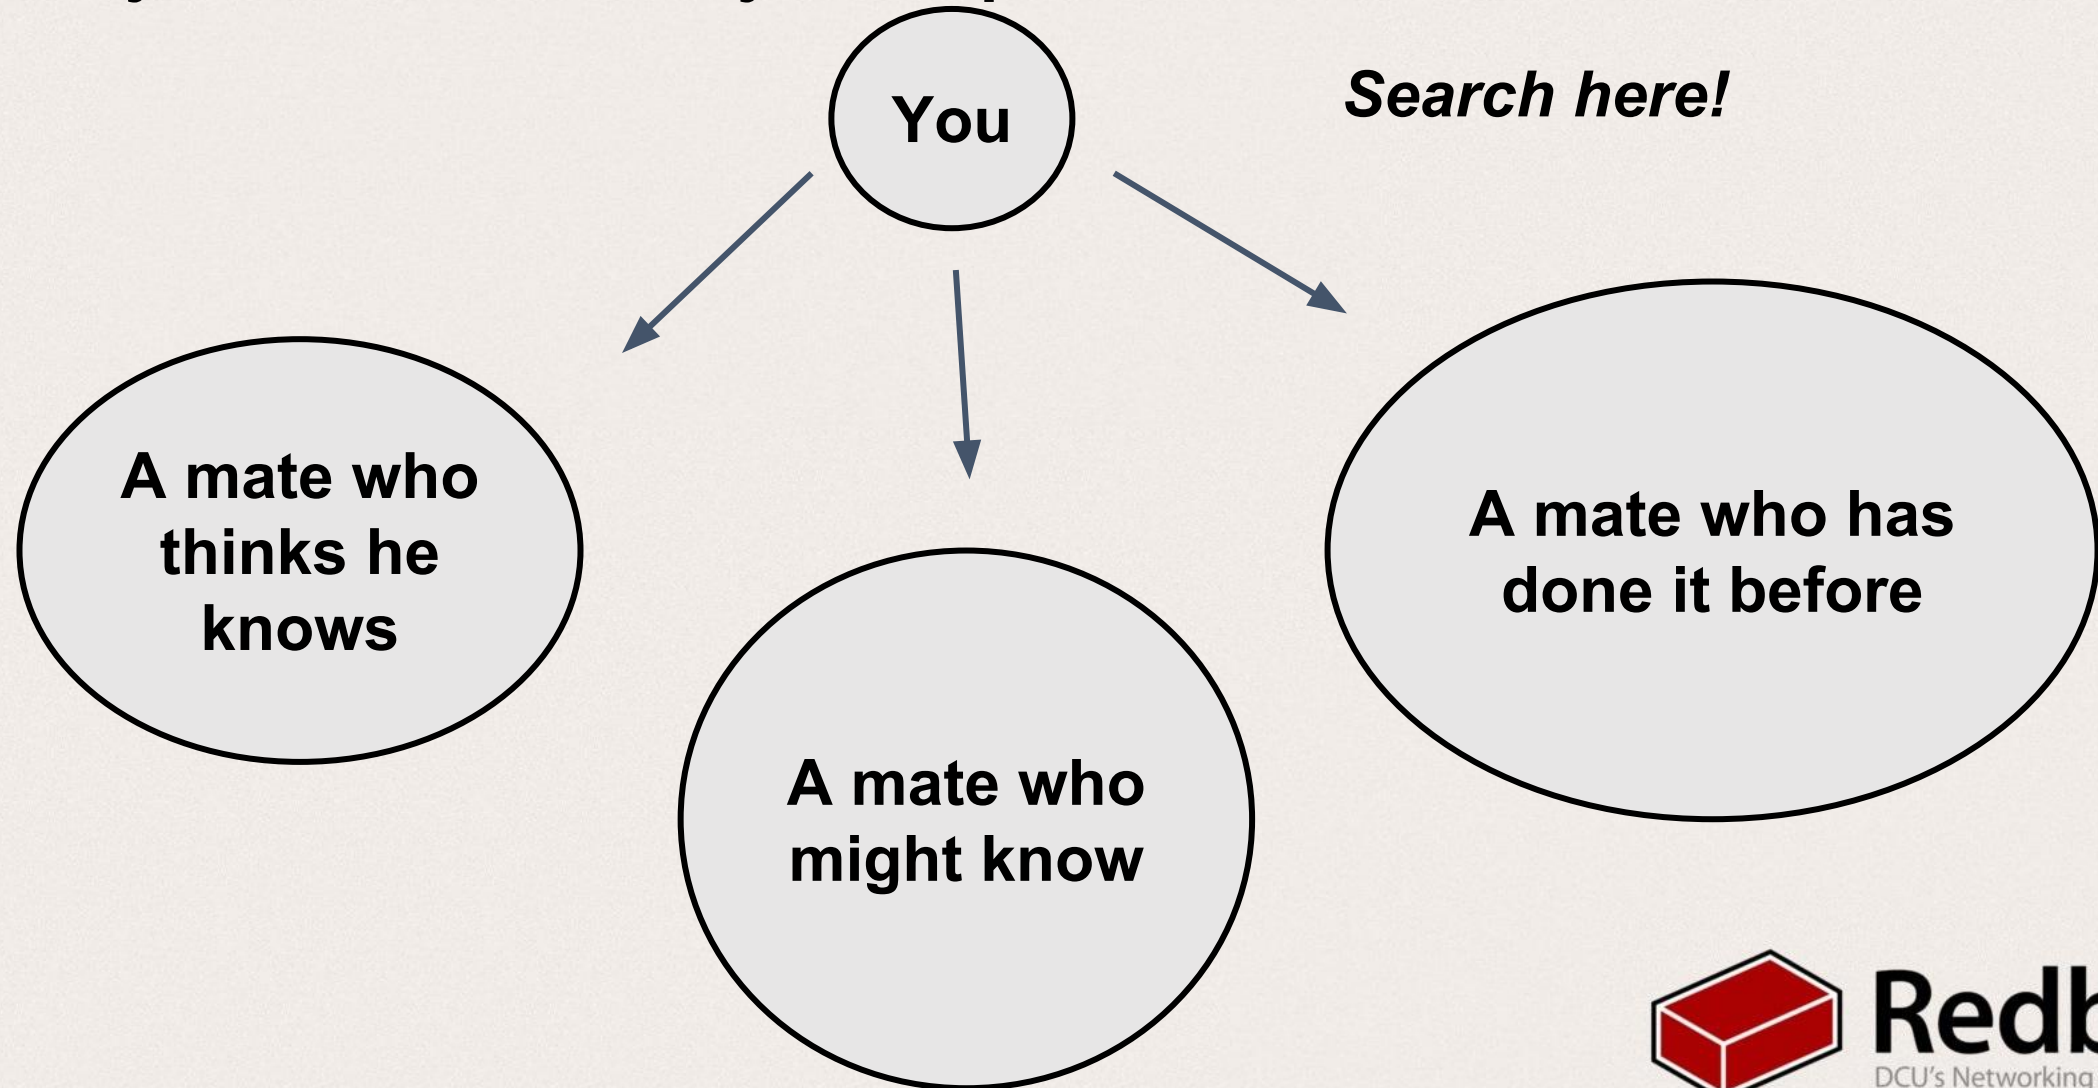 You
Search here!
A mate who
thinks he
knows
A mate who has
done it before
A mate who
might know
DCU's Networking